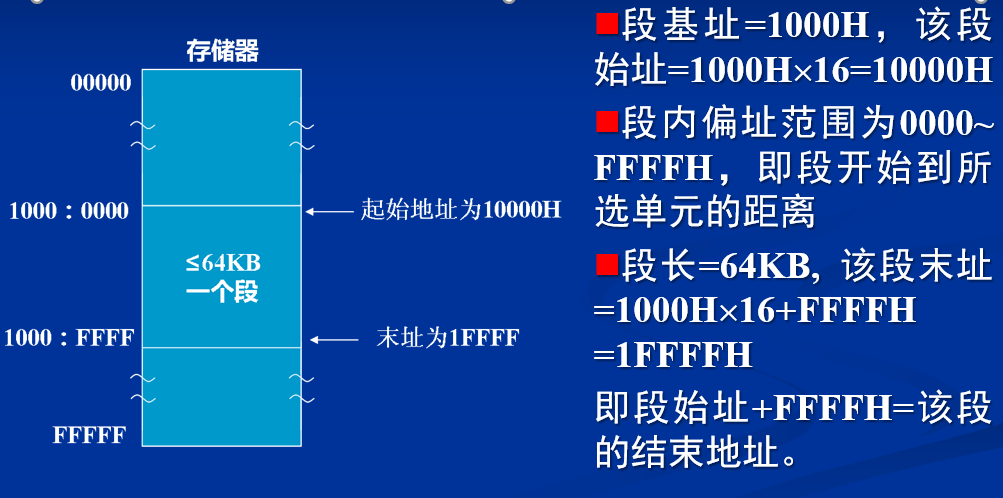 存储器
00000
1000：0000
起始地址为10000H
≤64KB
一个段
1000：FFFF
末址为1FFFF
FFFFF
■段基址=1000H，该段
始址=1000H×16=10000H
■段内偏址范围为0000~
FFFFH，即段开始到所
选单元的距离
■段长=64KB, 该段末址
=1000H×16+FFFFH
=1FFFFH
即段始址+FFFFH=该段
的结束地址。